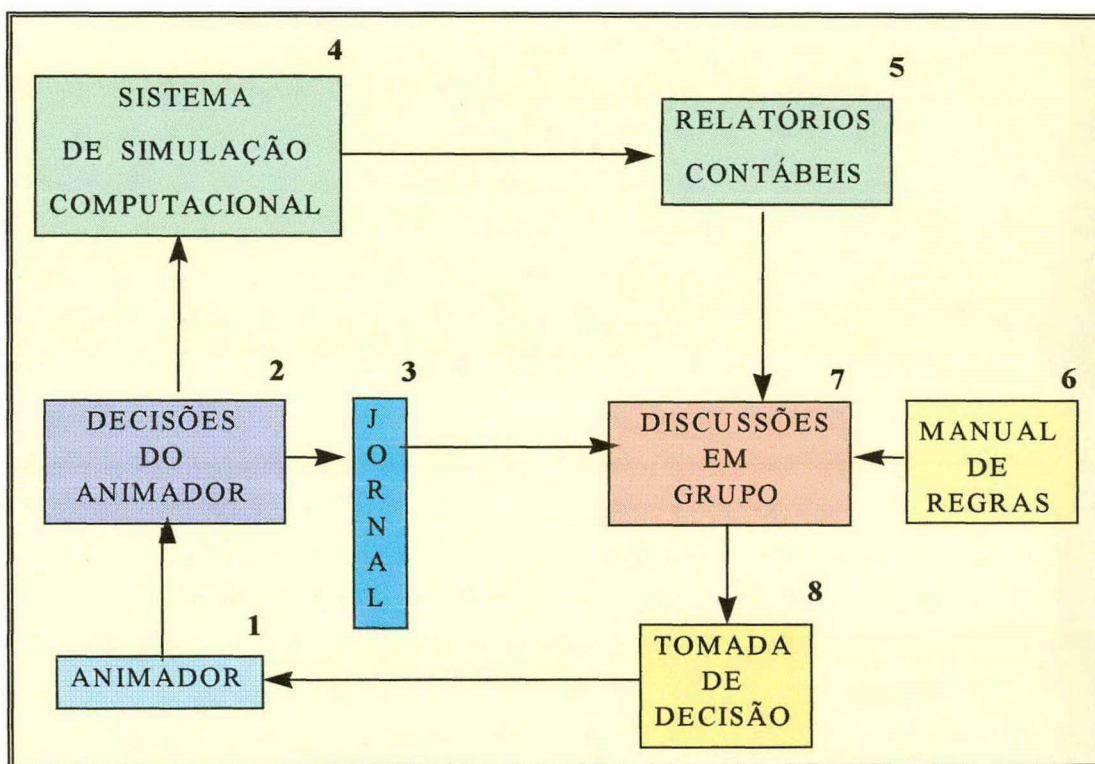 4
SISTEMA
DE SIMULAÇÃO
COMPUTACIONAL
5
RELATÓRIOS
CONTÁBEIS
2
DECISÕES
DO
ANIMADOR
3
J
O
R
N
A
L
7
DISCUSSÕES
EM
GRUPO
6
MANUAL
DE
REGRAS
1
ANIMADOR
8
TOMADA
DE
DECISÃO